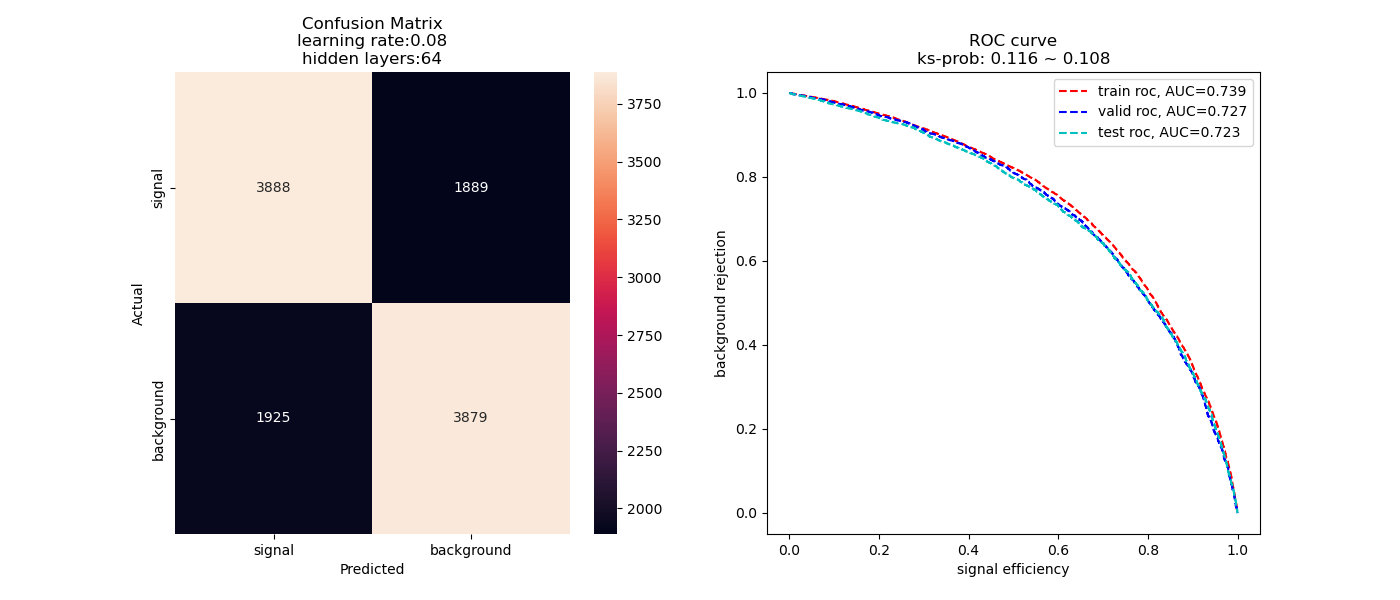 Confusion Matrix
learning rate:0.08
hidden layers:64
signal
background
Actual
3888
1889
1925
3879
signal
background
Predicted
3750
3500
3250
3000
2750
2500
2250
2000
ROC curve
ks-prob: 0.116 ~ 0.108
train roc, AUC=0.739
valid roc, AUC=0.727
test roc, AUC=0.723
background rejection
1.0
0.8
0.6
0.4
0.2
0.0
0.0
0.2
0.4
0.6
0.8
1.0
signal efficiency